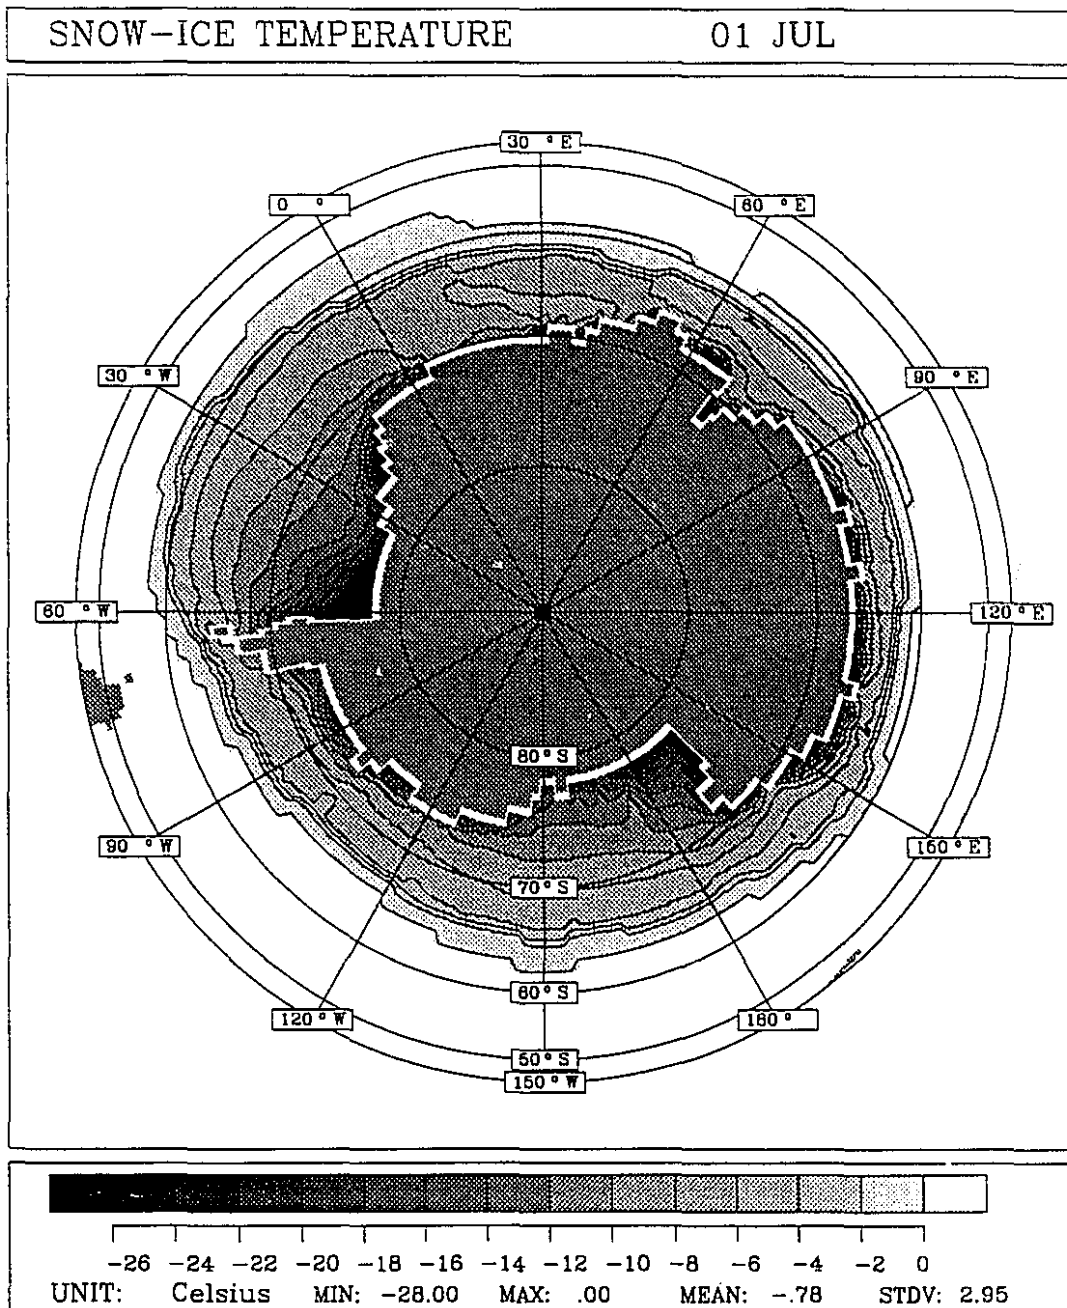 SNOW-ICE TEMPERATURE 01 JUL
30 ° E
0 °
60 ° E
30 ° W
90 ° E
60 ° W
120 ° E
80 ° S
90 ° W
150 ° E
70 ° S
60 ° S
120 ° W
180 °
50 ° S
150 ° W
-26 -24 -22 -20 -18 -16 -14 -12 -10 -8 -6 -4 -2 0
UNIT: Celsius MIN: -28.00 MAX: .00 MEAN: -.78 STDV: 2.95